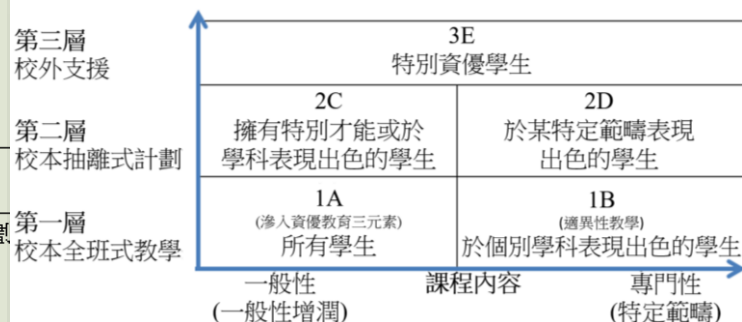 第三層
校外支援
3E
特別資優學生
第二層
校本抽離式計劃
2C
擁有特別才能或於
學科表現出色的學生
2D
於某特定範疇表現
出色的學生
第一層
校本全班式教學
1A
(滲入資優教育三元素)
所有學生
1B
(適異性教學)
於個別學科表現出色的學生
一般性
(一般性增潤)
課程內容
專門性
(特定範疇)